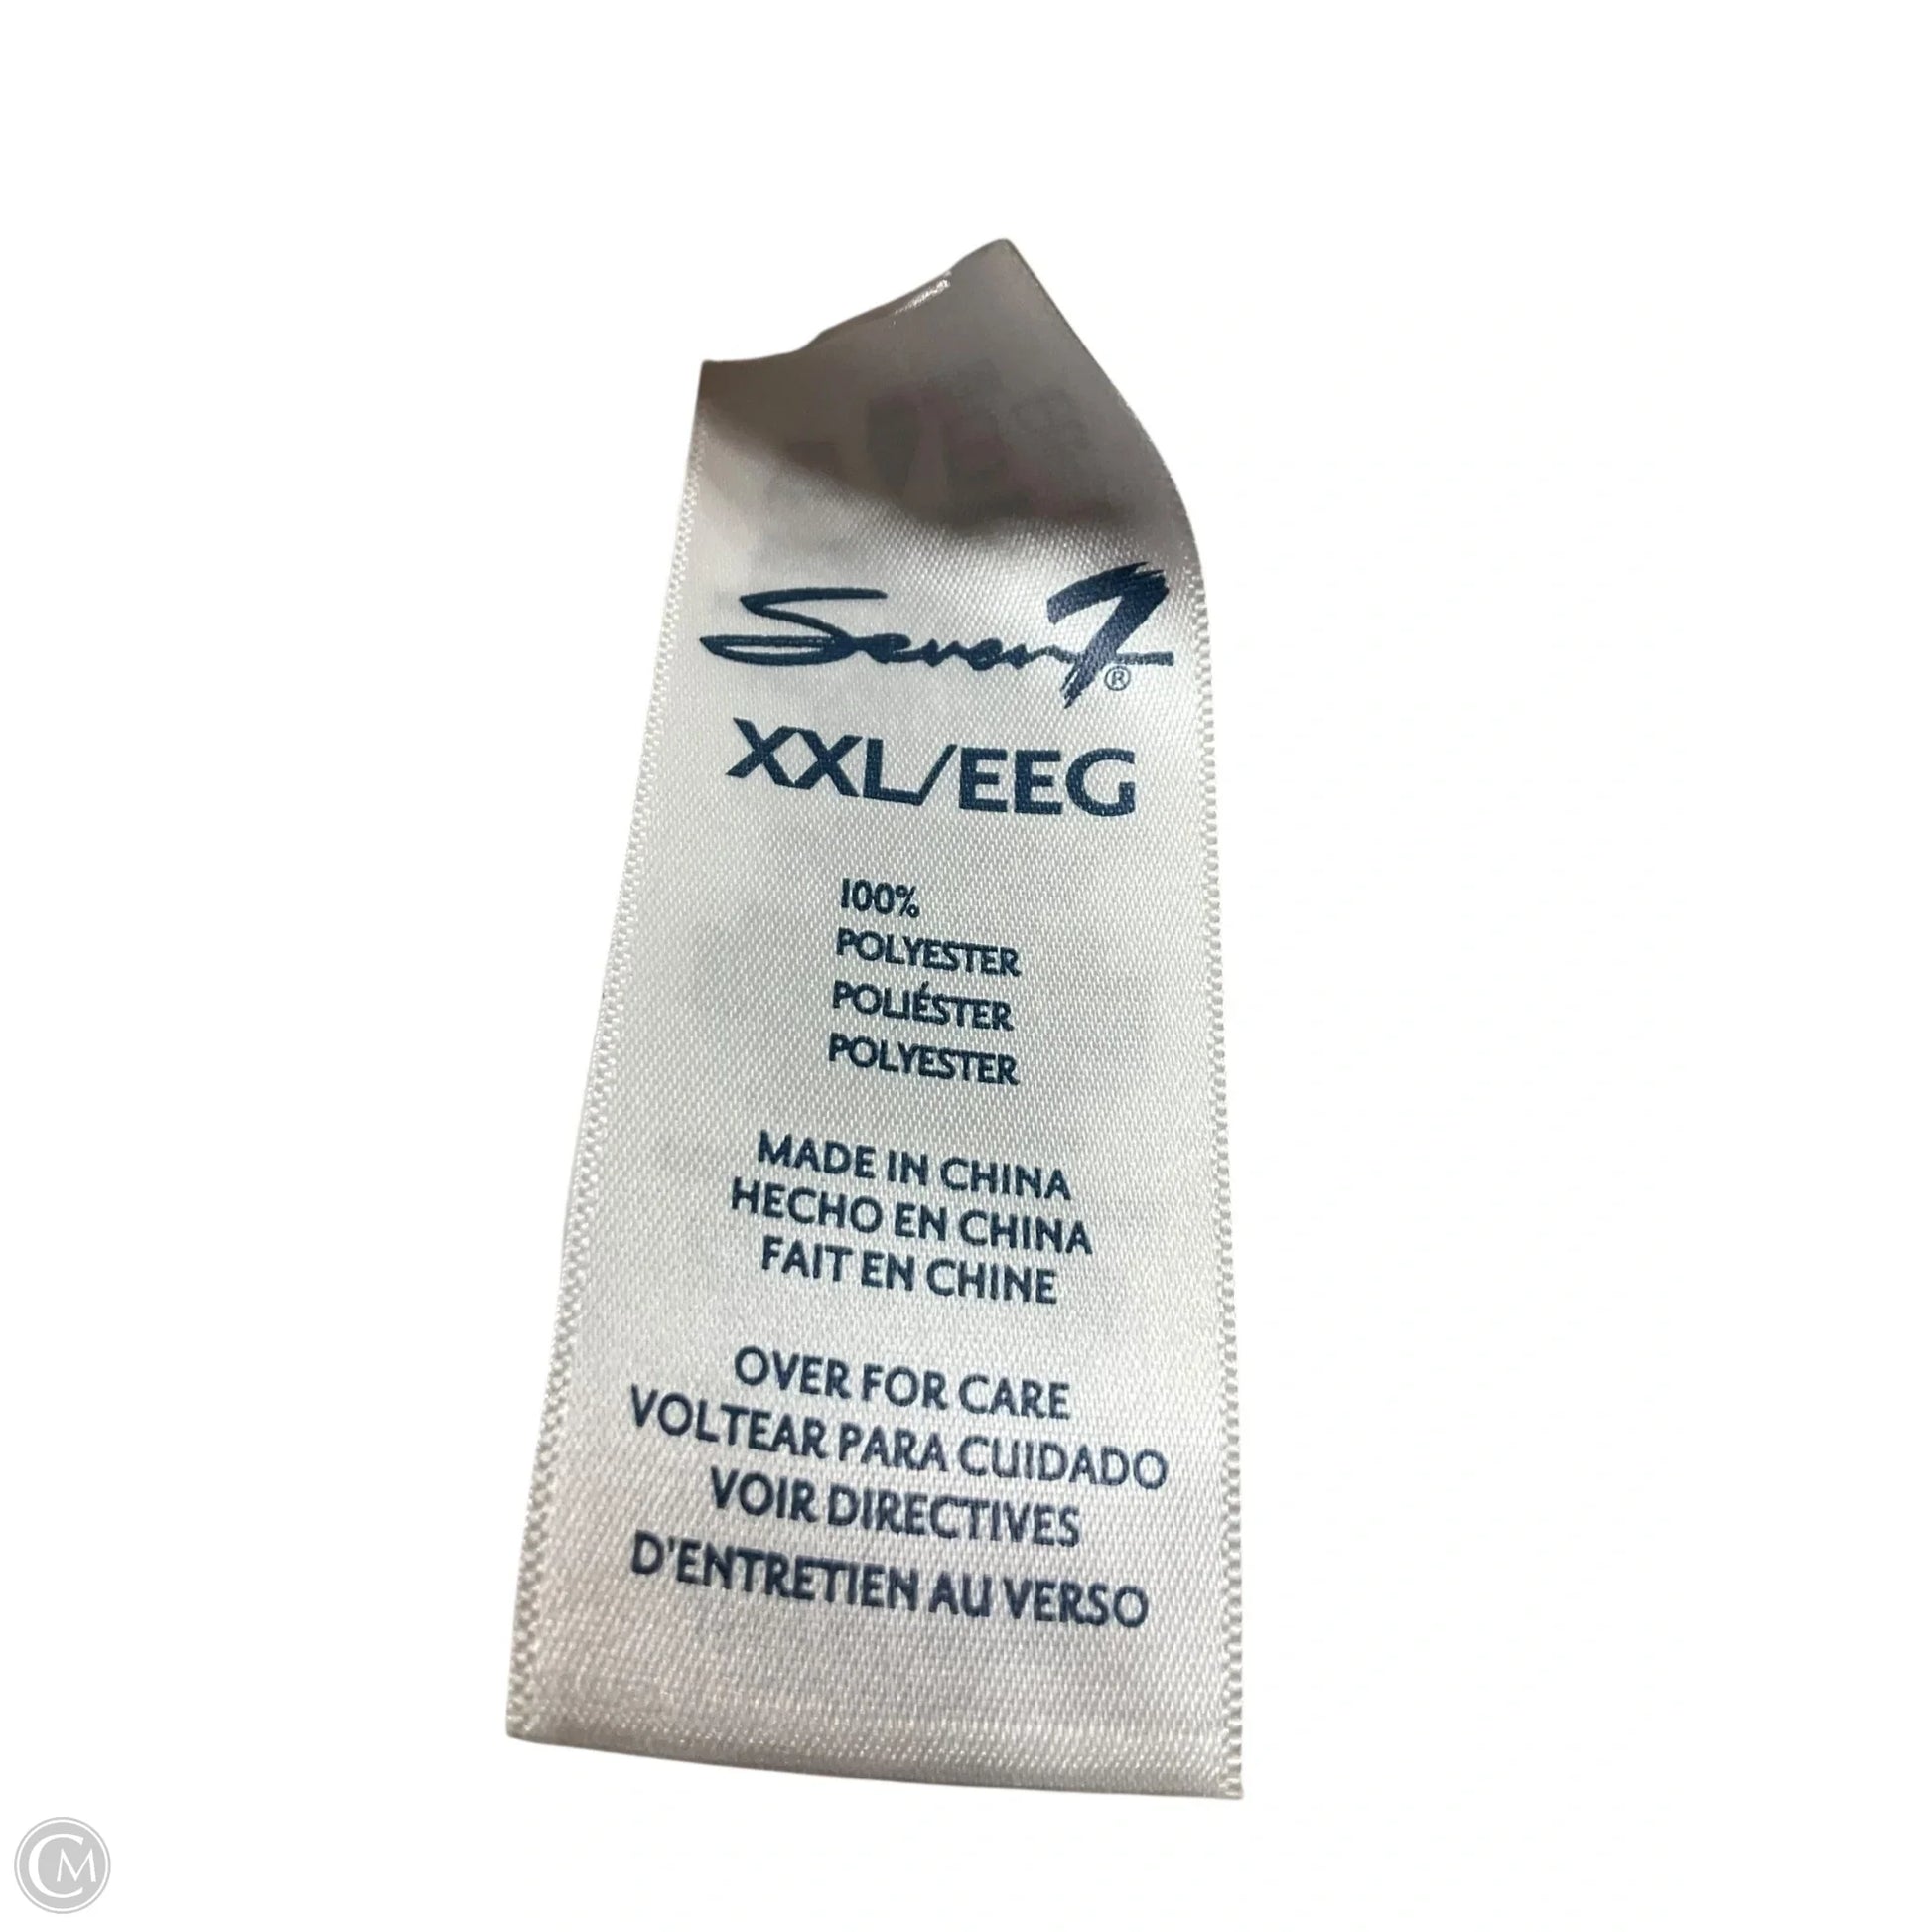 Seven7®
XXL/EEG
100%
POLYESTER
POLIÉSTER
POLYESTER
MADE IN CHINA
HECHO EN CHINA
FAIT EN CHINE
OVER FOR CARE
VOLTEAR PARA CUIDADO
VOIR DIRECTIVES
D'ENTRETIEN AU VERSO
CM